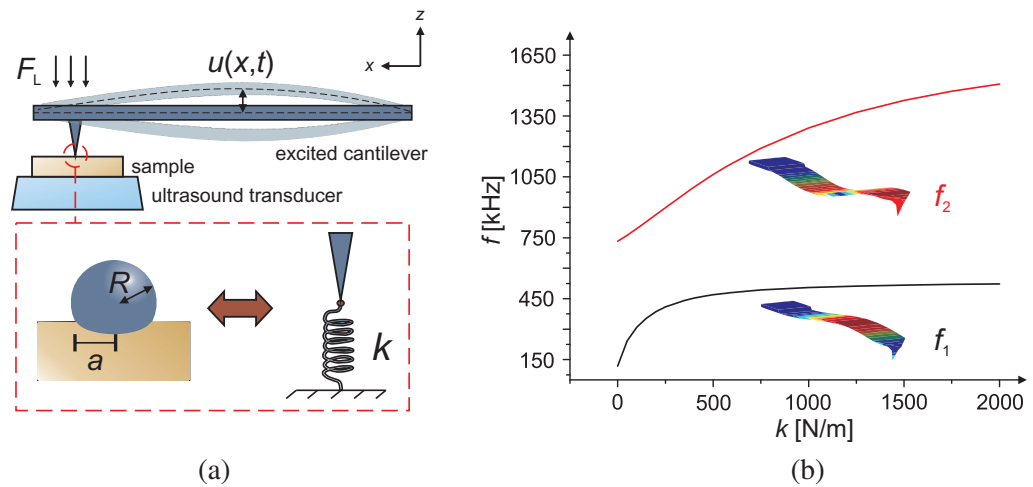 z
x
F_L
u(x,t)
excited cantilever
sample
ultrasound transducer
R
a
k
(a)
1650
1350
1050
750
450
150
f [kHz]
f_2
f_1
0 500 1000 1500 2000
k [N/m]
(b)